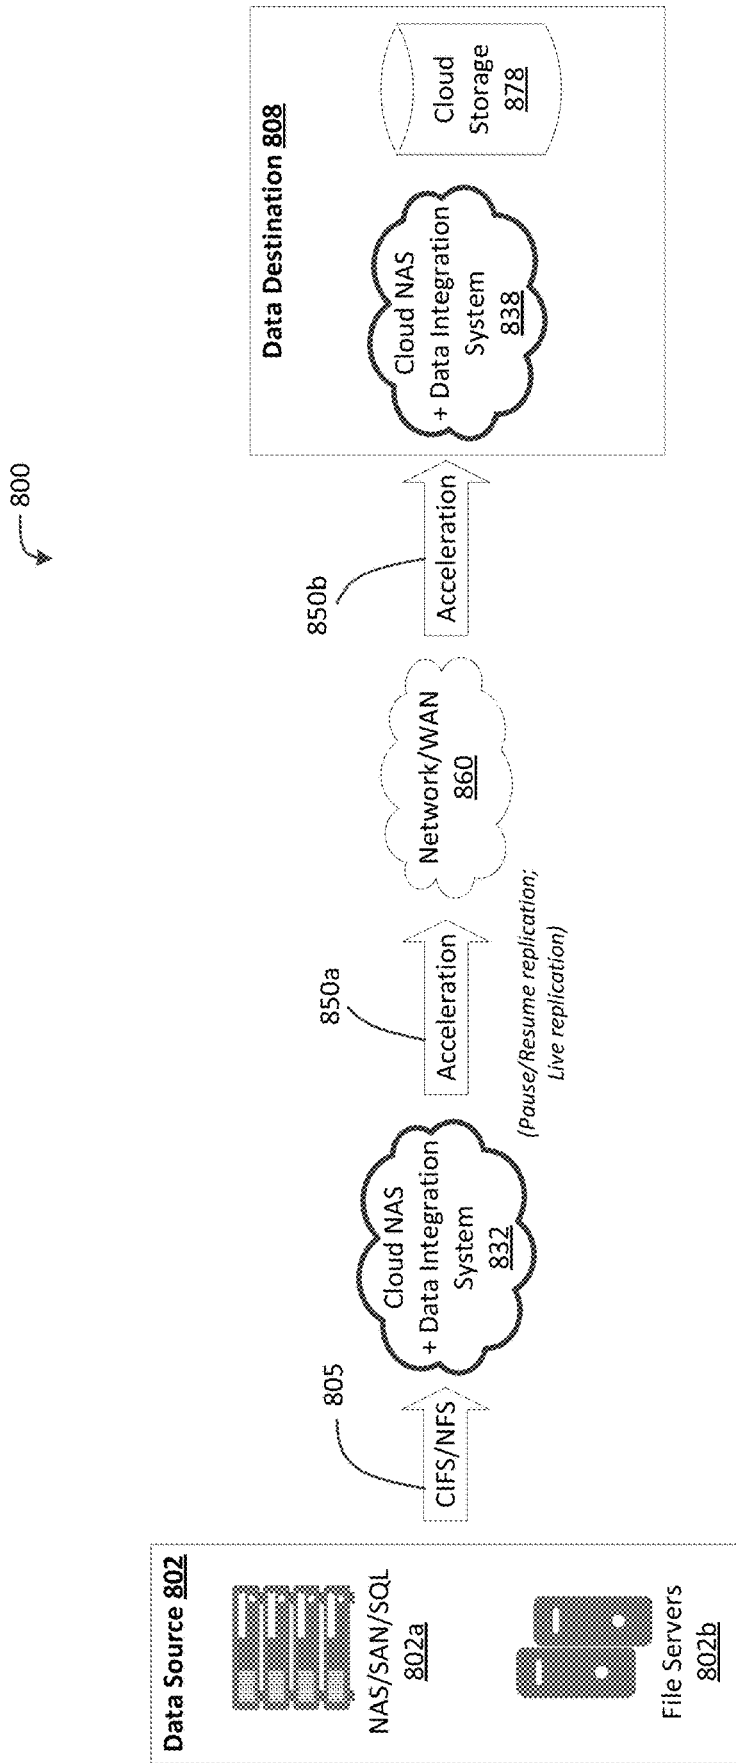 800
Data Source 802
NAS/SAN/SQL
802a
File Servers
802b
805
CIFS/NFS
Cloud NAS
+ Data Integration
System
832
850a
Acceleration
(Pause/Resume replication;
Live replication)
Network/WAN
860
850b
Acceleration
Data Destination 808
Cloud NAS
+ Data Integration
System
838
Cloud
Storage
878